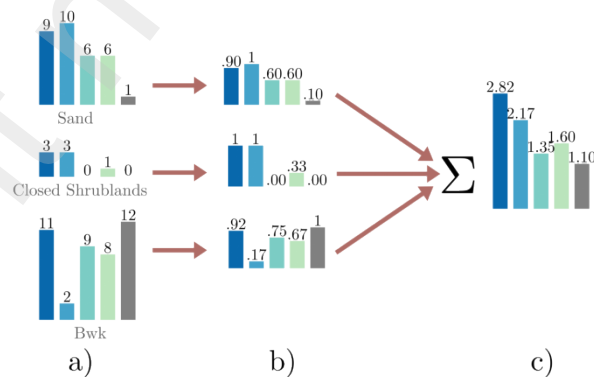 9 10 6 6 1
Sand
3 3 0 1 0
Closed Shrublands
11 2 9 8 12
Bwk
a)
.90 1 .60 .60 .10
1 1 .00 .33 .00
.92 .17 .75 .67 1
b)
∑
2.82 2.17 1.35 1.60 1.10
c)